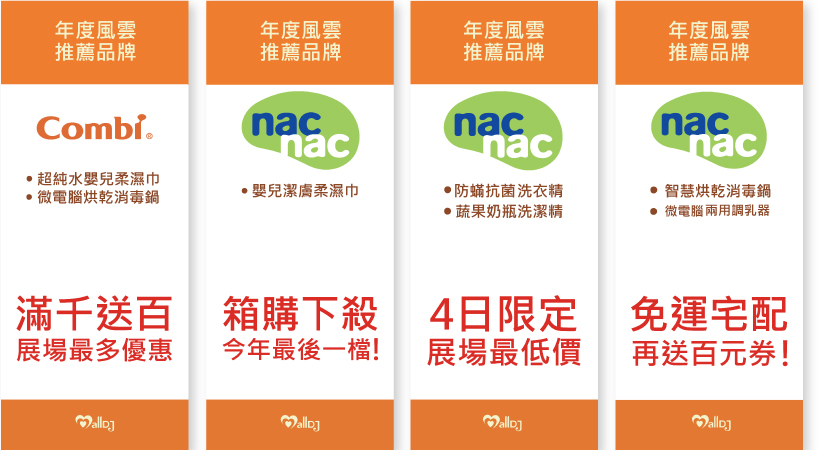 年度風雲
推薦品牌
Combi®
• 超純水嬰兒柔濕巾
• 微電腦烘乾消毒鍋
滿千送百
展場最多優惠
MallDJ
年度風雲
推薦品牌
nac
nac
• 嬰兒潔膚柔濕巾
箱購下殺
今年最後一檔!
MallDJ
年度風雲
推薦品牌
nac
nac
• 防蟎抗菌洗衣精
• 蔬果奶瓶洗潔精
4日限定
展場最低價
MallDJ
年度風雲
推薦品牌
nac
nac
• 智慧烘乾消毒鍋
• 微電腦兩用調乳器
免運宅配
再送百元券!
MallDJ